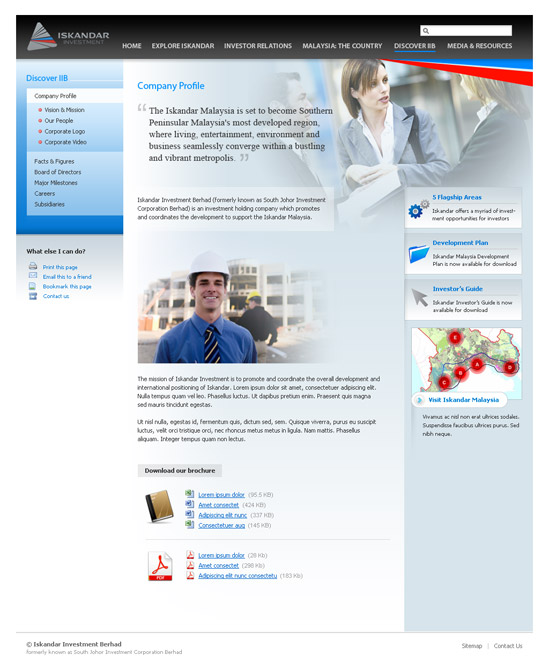 ISKANDAR
INVESTMENT
HOME
EXPLORE ISKANDAR
INVESTOR RELATIONS
MALAYSIA: THE COUNTRY
DISCOVER IIB
MEDIA & RESOURCES
Discover IIB
Company Profile
Vision & Mission
Our People
Corporate Logo
Corporate Video
Facts & Figures
Board of Directors
Major Milestones
Careers
Subsidiaries
What else I can do?
Print this page
Email this to a friend
Bookmark this page
Contact us
Company Profile
“ The Iskandar Malaysia is set to become Southern
Peninsular Malaysia's most developed region,
where living, entertainment, environment and
business seamlessly converge within a bustling
and vibrant metropolis. ”
Iskandar Investment Berhad (formerly known as South Johor Investment
Corporation Berhad) is an investment holding company which promotes
and coordinates the development to support the Iskandar Malaysia.
The mission of Iskandar Investment is to promote and coordinate the overall development and
international positioning of Iskandar. Lorem ipsum dolor sit amet, consectetuer adipiscing elit.
Nulla tempus quam vel leo. Phasellus luctus. Ut dapibus pretium enim. Praesent quis magna
sed mauris tincidunt egestas.
Ut nisl nulla, egestas id, fermentum quis, dictum sed, sem. Quisque viverra, purus eu suscipit
luctus, velit orci tristique orci, nec rhoncus metus metus in ligula. Nam mattis. Phasellus
aliquam. Integer tempus quam non lectus.
Download our brochure
Lorem ipsum dolor (95.5 KB)
Amet consectet (424 KB)
Adipiscing elit nunc (337 KB)
Consectetuer aug (145 KB)
PDF
Lorem ipsum dolor (28 Kb)
Amet consectet (298 Kb)
Adipiscing elit nunc consectetu (183 Kb)
5 Flagship Areas
Iskandar offers a myriad of invest-
ment opportunities for investors
Development Plan
Iskandar Malaysia Development
Plan is now available for download
Investor's Guide
Iskandar Investor's Guide is now
available for download
E
A
D
B
C
Visit Iskandar Malaysia
Vivamus ac nisl non erat ultrices sodales.
Suspendisse faucibus ultrices purus. Sed
nibh neque.
© Iskandar Investment Berhad
formerly known as South Johor Investment Corporation Berhad
Sitemap | Contact Us